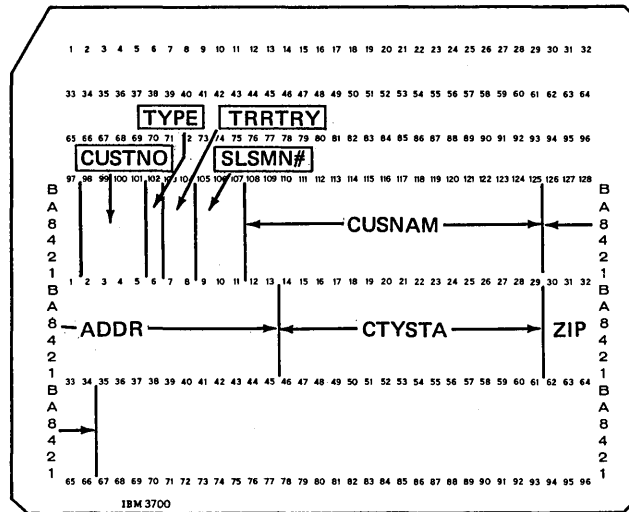 1 2 3 4 5 6 7 8 9 10 11 12 13 14 15 16 17 18 19 20 21 22 23 24 25 26 27 28 29 30 31 32
33 34 35 36 37 38 39 40 41 42 43 44 45 46 47 48 49 50 51 52 53 54 55 56 57 58 59 60 61 62 63 64
TYPE TRRTRY
65 66 67 68 69 70 71 73 74 75 76 77 78 79 80 81 82 83 84 85 86 87 88 89 90 91 92 93 94 95 96
CUSTNO SLSMN#
97 98 99 100 101 102 105 107 108 109 110 111 112 113 114 115 116 117 118 119 120 121 122 123 124 125 126 127 128
B A 8 4 2 1
CUSNAM
B A 8 4 2 1
1 2 3 4 5 6 7 8 9 10 11 12 13 14 15 16 17 18 19 20 21 22 23 24 25 26 27 28 29 30 31 32
B A 8 4 2 1
ADDR CTYSTA ZIP
B A 8 4 2 1
33 34 35 36 37 38 39 40 41 42 43 44 45 46 47 48 49 50 51 52 53 54 55 56 57 58 59 60 61 62 63 64
B A 8 4 2 1
B A 8 4 2 1
65 66 67 68 69 70 71 72 73 74 75 76 77 78 79 80 81 82 83 84 85 86 87 88 89 90 91 92 93 94 95 96
IBM 3700